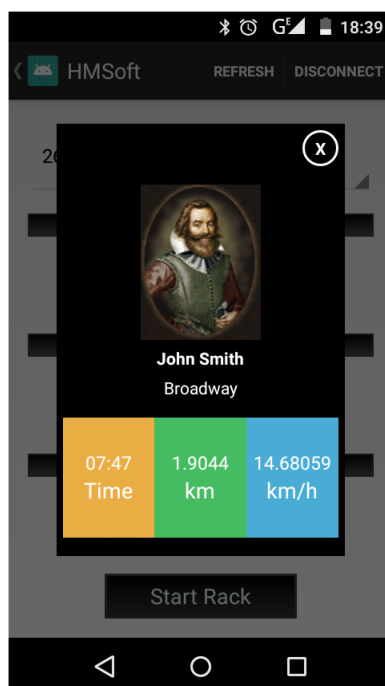 G E 18:39
HMSoft REFRESH DISCONNECT
26
X
John Smith
Broadway
07:47 1.9044 14.68059
Time km km/h
Start Rack